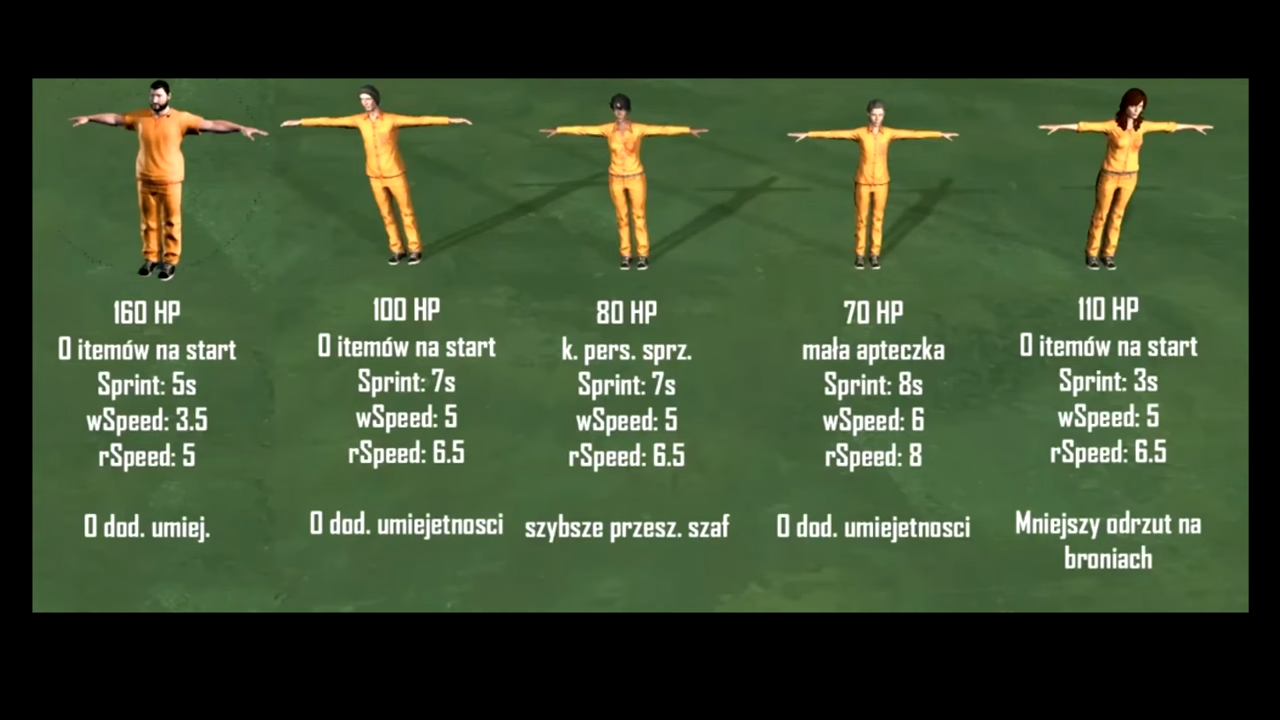 160 HP
0 itemów na start
Sprint: 5s
wSpeed: 3.5
rSpeed: 5
0 dod. umiej.
100 HP
0 itemów na start
Sprint: 7s
wSpeed: 5
rSpeed: 6.5
0 dod. umiejetnosci
80 HP
k. pers. sprz.
Sprint: 7s
wSpeed: 5
rSpeed: 6.5
szybsze przesz. szaf
70 HP
mała apteczka
Sprint: 8s
wSpeed: 6
rSpeed: 8
0 dod. umiejetnosci
110 HP
0 itemów na start
Sprint: 3s
wSpeed: 5
rSpeed: 6.5
Mniejszy odrzut na
broniach